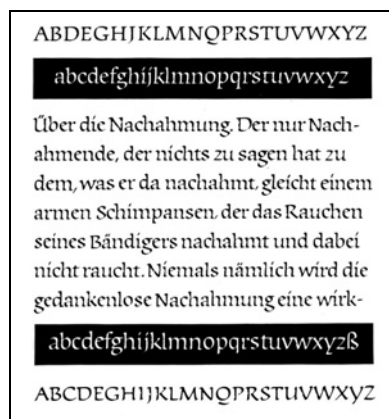 ABDEGHJKLMNQPRSTUVWXYZ
abcdefghijklmnopqrstuvwxyz
Über die Nachahmung. Der nur Nach-
ahmende, der nichts zu sagen hat zu
dem, was er da nachahmt, gleicht einem
armen Schimpansen, der das Rauchen
seines Bändigers nachahmt und dabei
nicht raucht. Niemals nämlich wird die
gedankenlose Nachahmung eine wirk-
abcdefghijklmnopqrstuvwxyzß
ABCDEGHIJKLMNQPRSTUVWXYZ